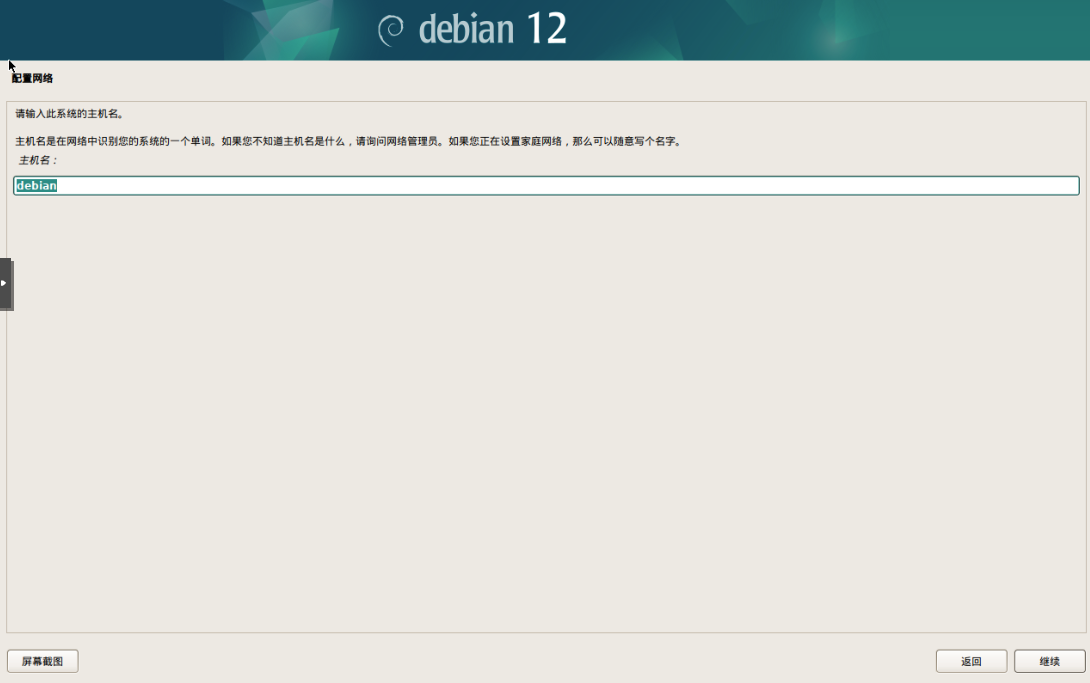 debian 12
配置网络
请输入此系统的主机名。
主机名是在网络中识别您的系统的一个单词。如果您不知道主机名是什么，请询问网络管理员。如果您正在设置家庭网络，那么可以随意写个名字。
主机名：
debian
屏幕截图
返回
继续